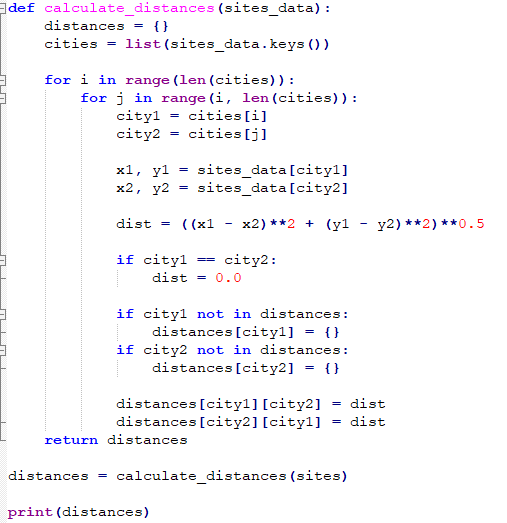 def calculate_distances(sites_data):
    distances = {}
    cities = list(sites_data.keys())

    for i in range(len(cities)):
        for j in range(i, len(cities)):
            city1 = cities[i]
            city2 = cities[j]

            x1, y1 = sites_data[city1]
            x2, y2 = sites_data[city2]

            dist = ((x1 - x2)**2 + (y1 - y2)**2)**0.5

            if city1 == city2:
                dist = 0.0

            if city1 not in distances:
                distances[city1] = {}
            if city2 not in distances:
                distances[city2] = {}

            distances[city1][city2] = dist
            distances[city2][city1] = dist
    return distances

distances = calculate_distances(sites)

print(distances)